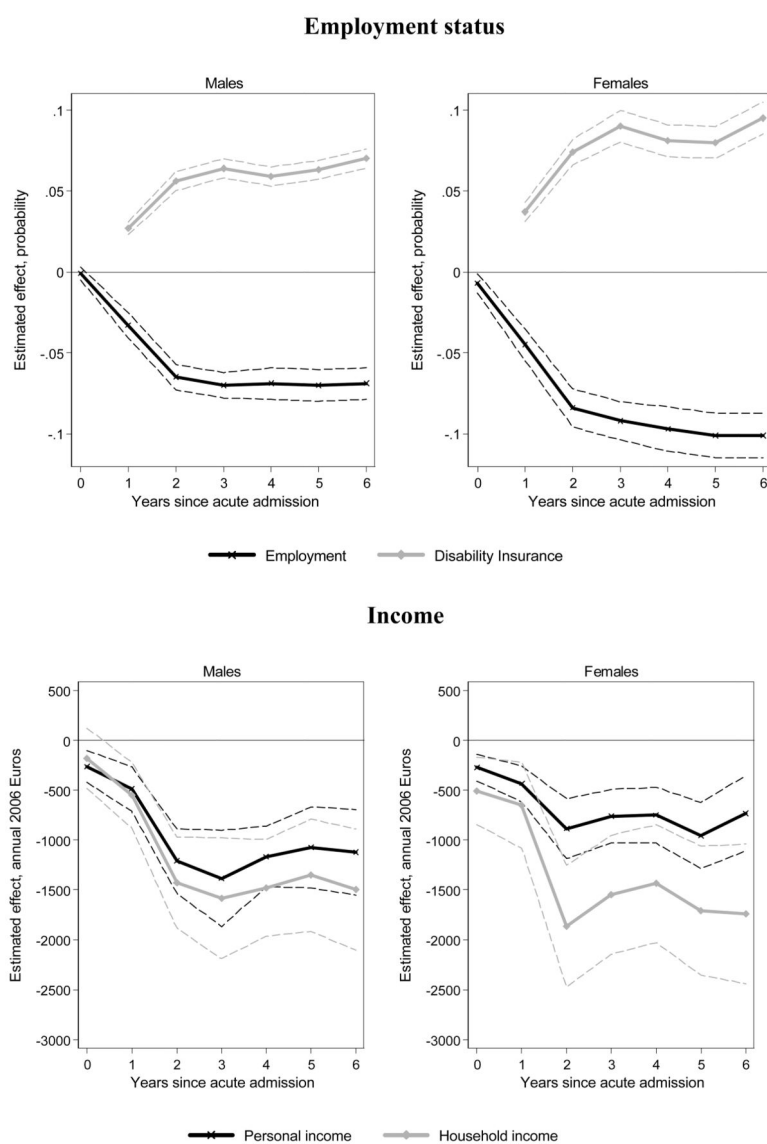 Employment status
Males
Females
Estimated effect, probability
.1
.05
0
-.05
-.1
0 1 2 3 4 5 6
Years since acute admission
Estimated effect, probability
.1
.05
0
-.05
-.1
0 1 2 3 4 5 6
Years since acute admission
Employment
Disability Insurance
Income
Males
Females
Estimated effect, annual 2006 Euros
500
0
-500
-1000
-1500
-2000
-2500
-3000
0 1 2 3 4 5 6
Years since acute admission
Estimated effect, annual 2006 Euros
500
0
-500
-1000
-1500
-2000
-2500
-3000
0 1 2 3 4 5 6
Years since acute admission
Personal income
Household income